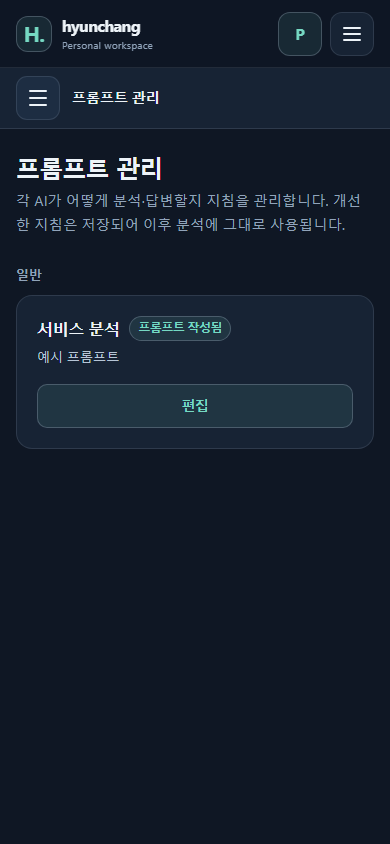 H.
hyunchang
Personal workspace
P
프롬프트 관리
프롬프트 관리
각 AI가 어떻게 분석·답변할지 지침을 관리합니다. 개선
한 지침은 저장되어 이후 분석에 그대로 사용됩니다.
일반
서비스 분석
프롬프트 작성됨
예시 프롬프트
편집